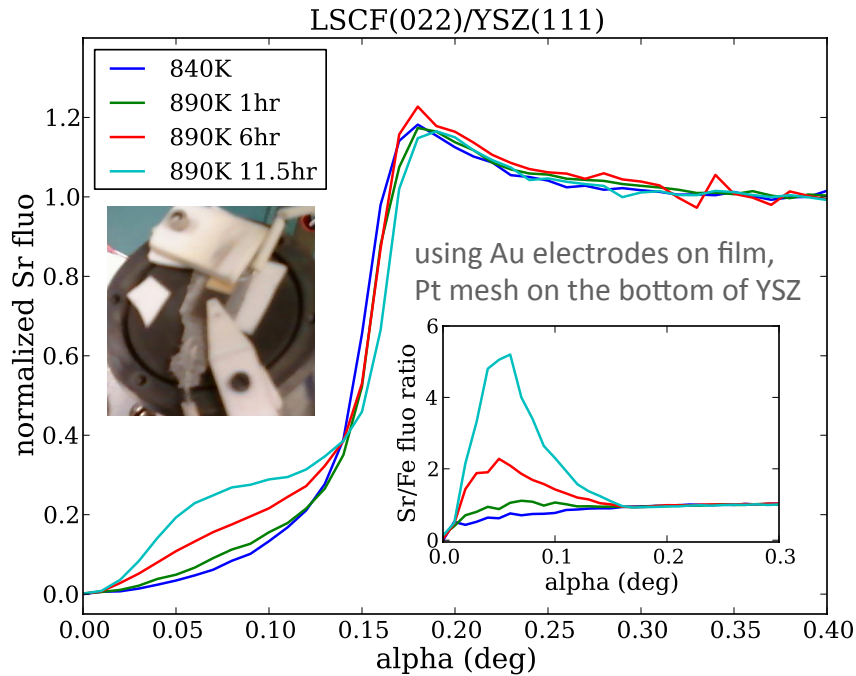 LSCF(022)/YSZ(111)
840K
890K 1hr
890K 6hr
890K 11.5hr
using Au electrodes on film,
Pt mesh on the bottom of YSZ
normalized Sr fluo
1.2
1.0
0.8
0.6
0.4
0.2
0.0
0.00 0.05 0.10 0.15 0.20 0.25 0.30 0.35 0.40
alpha (deg)
Sr/Fe fluo ratio
6
4
2
0
0.0 0.1 0.2 0.3
alpha (deg)